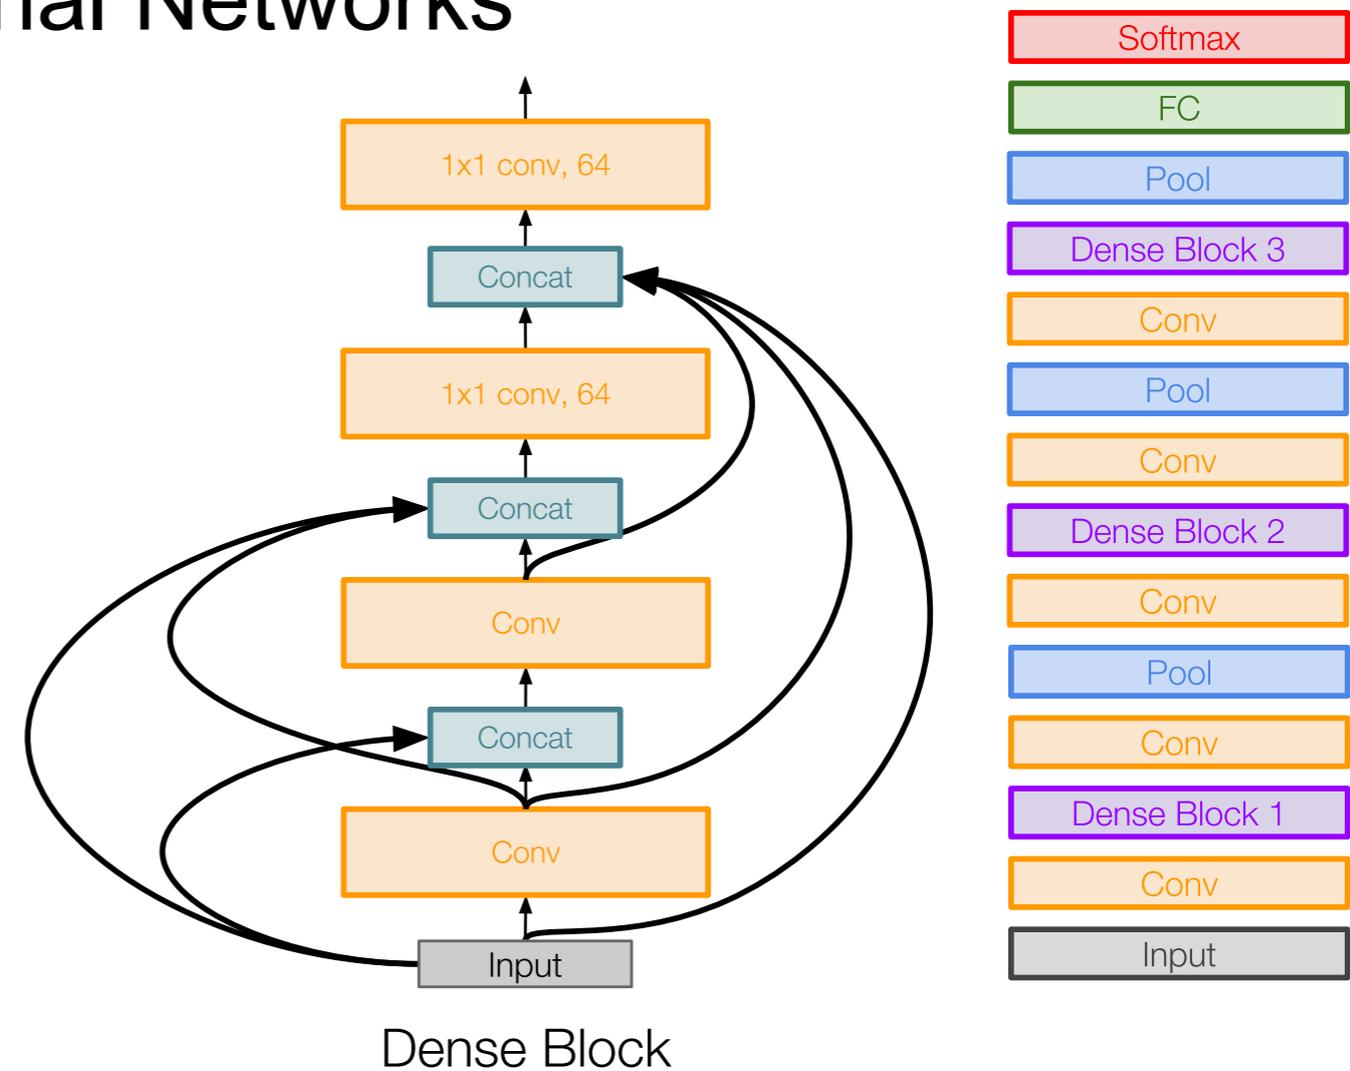 nal Networks
1x1 conv, 64
Concat
1x1 conv, 64
Concat
Conv
Concat
Conv
Input
Dense Block
Softmax
FC
Pool
Dense Block 3
Conv
Pool
Conv
Dense Block 2
Conv
Pool
Conv
Dense Block 1
Conv
Input